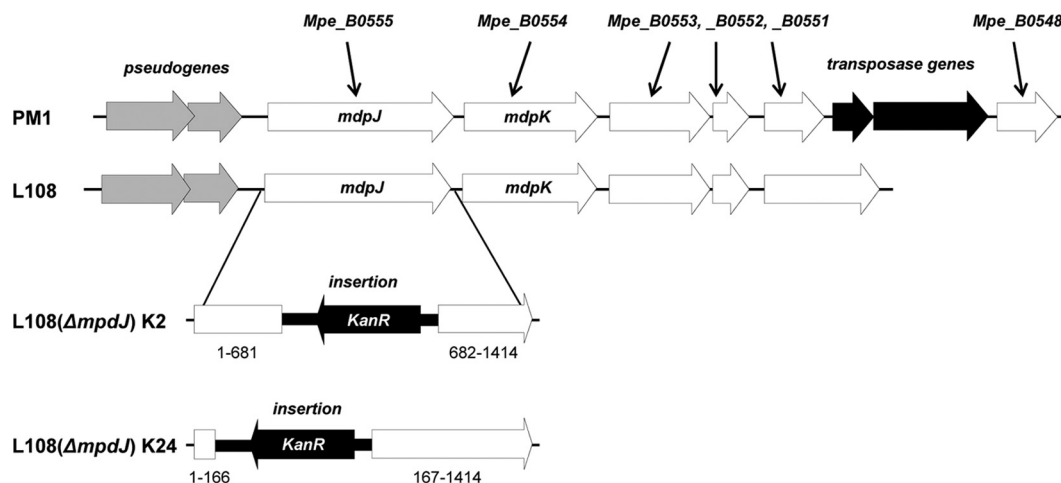 Mpe_B0555 Mpe_B0554 Mpe_B0553, _B0552, _B0551 Mpe_B0548
pseudogenes transposase genes
PM1 mdpJ mdpK
L108 mdpJ mdpK
insertion
L108(ΔmpdJ) K2 KanR
1-681 682-1414
insertion
L108(ΔmpdJ) K24 KanR
1-166 167-1414